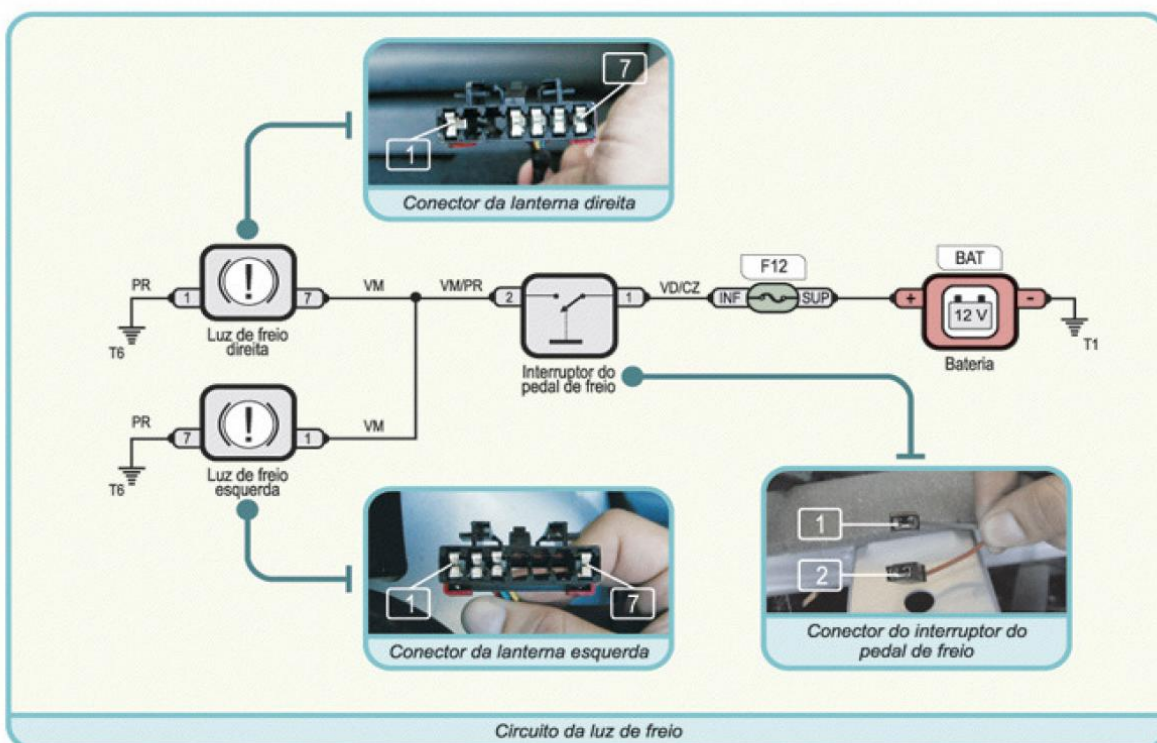 7
1
Conector da lanterna direita
PR
1
7
VM
VM/PR
2
1
VD/CZ
F12
INF
SUP
BAT
+
-
12 V
T6
Luz de freio
direita
Interruptor do
pedal de freio
Bateria
T1
PR
7
1
VM
T6
Luz de freio
esquerda
1
7
Conector da lanterna esquerda
1
2
Conector do interruptor do
pedal de freio
Circuito da luz de freio